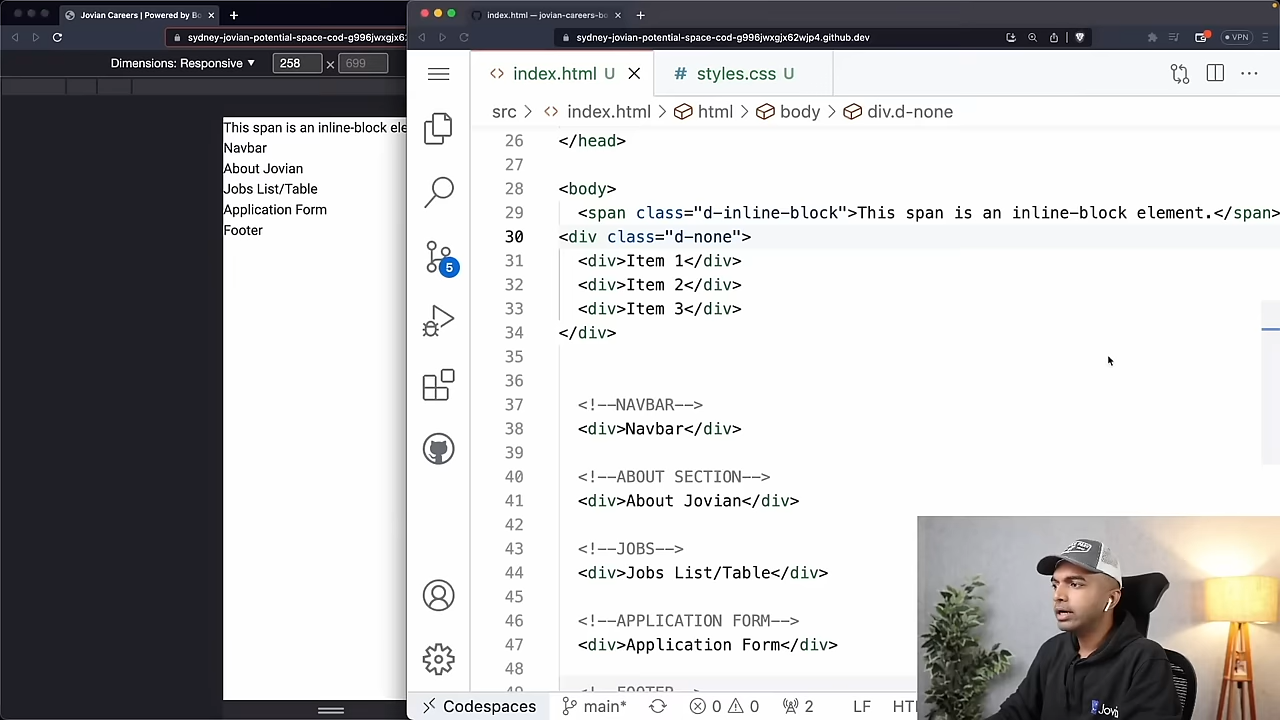 Jovian Careers | Powered by Bo
sydney-jovian-potential-space-cod-g996jwxgjx6
Dimensions: Responsive ▼ 258 × 699
This span is an inline-block ele
Navbar
About Jovian
Jobs List/Table
Application Form
Footer
index.html — jovian-careers-bo
sydney-jovian-potential-space-cod-g996jwxgjx62wjp4.github.dev
VPN
<> index.html U
# styles.css U
src > <> index.html > html > body > div.d-none
26 </head>
27
28 <body>
29 <span class="d-inline-block">This span is an inline-block element.</span>
30 <div class="d-none">
31 <div>Item 1</div>
32 <div>Item 2</div>
33 <div>Item 3</div>
34 </div>
35
36
37 <!--NAVBAR-->
38 <div>Navbar</div>
39
40 <!--ABOUT SECTION-->
41 <div>About Jovian</div>
42
43 <!--JOBS-->
44 <div>Jobs List/Table</div>
45
46 <!--APPLICATION FORM-->
47 <div>Application Form</div>
48
5
Codespaces main* 0 0 2 LF